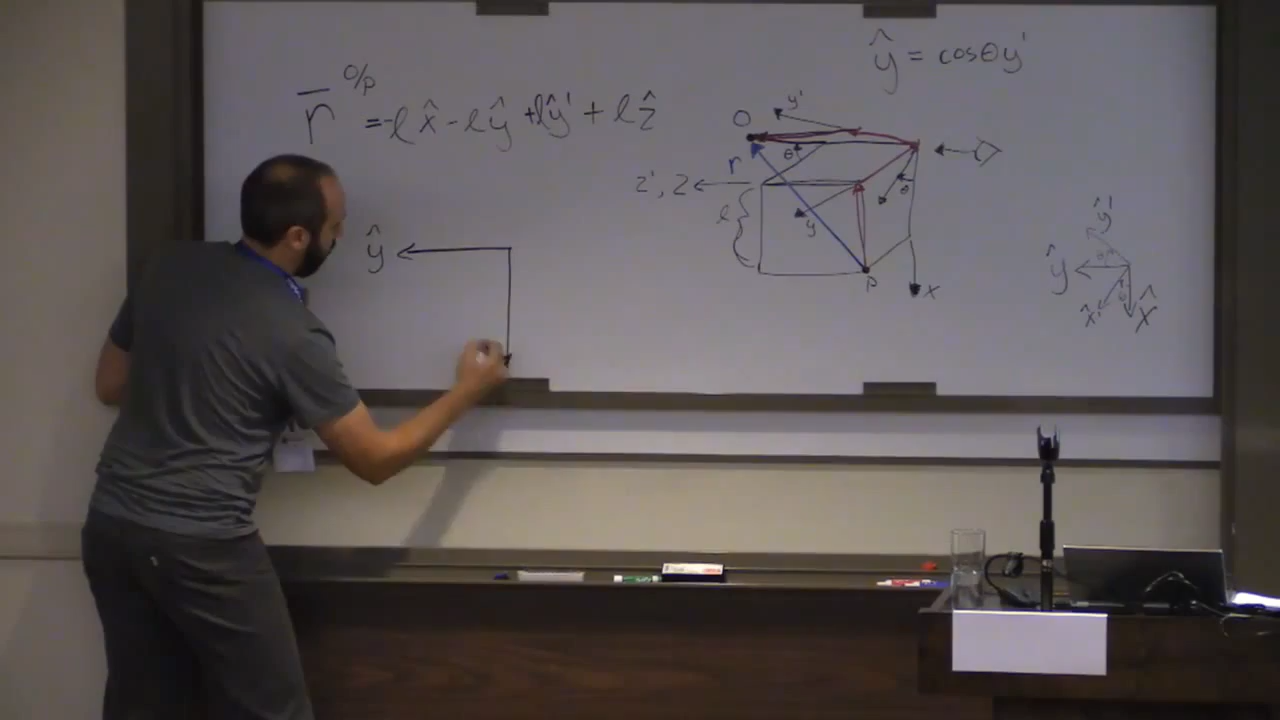 r̄ º/p = -l x̂ - l ŷ + l ŷ' + l ẑ
ŷ = cosθ y'
y'
O
θ
r
z', z
θ
l
y
P
x
ŷ
ŷ'
ŷ
θ
θ
x̂'
x̂